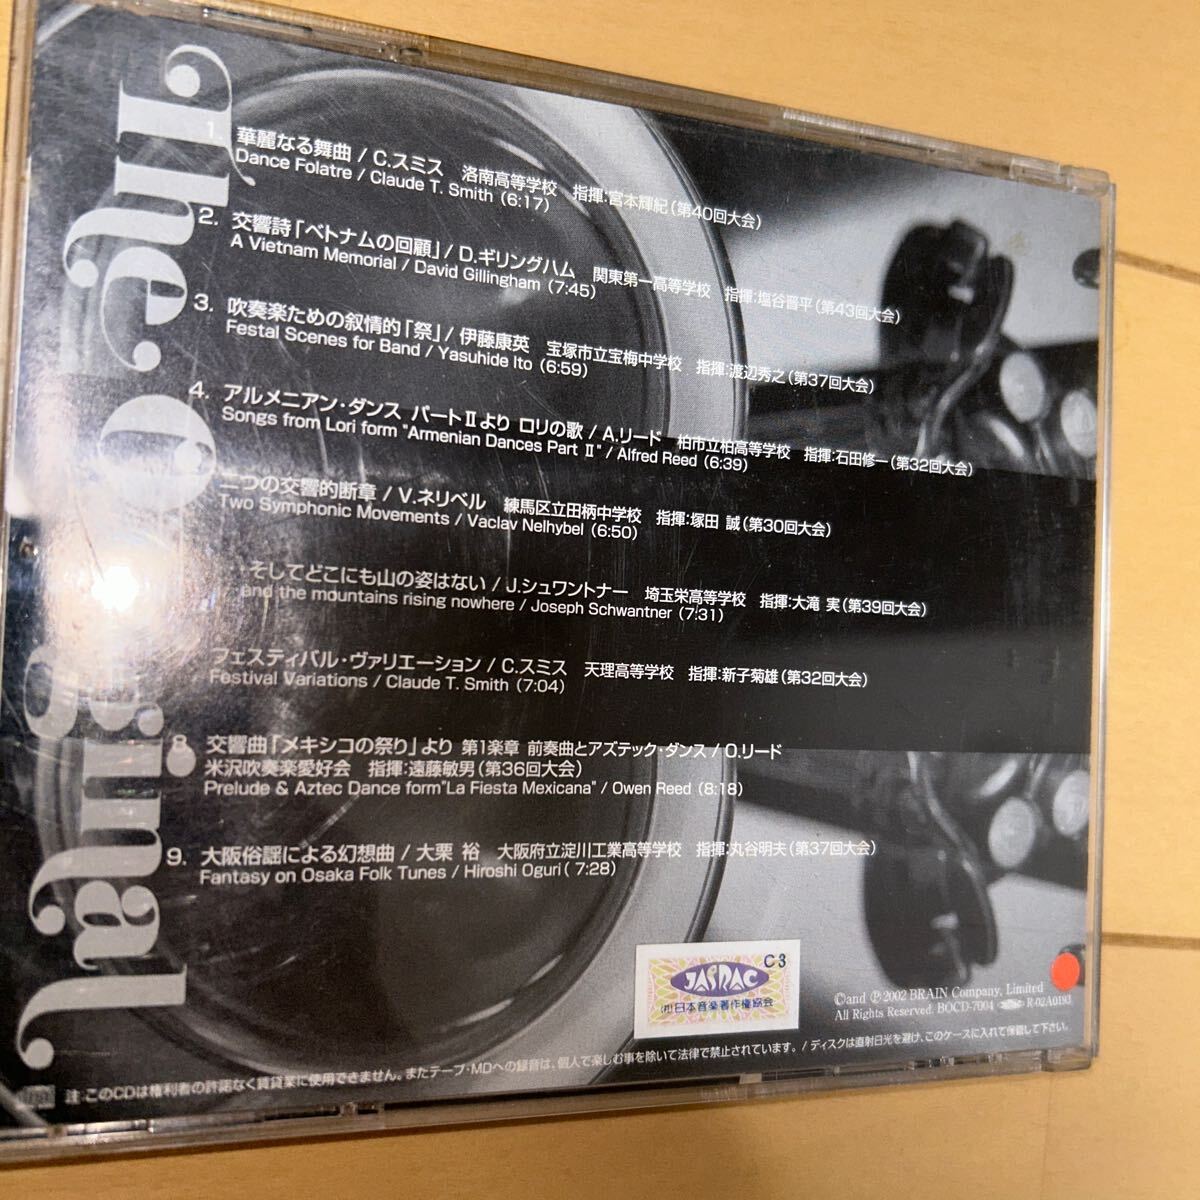 The Original.
1. 華麗なる舞曲 / C.スミス 洛南高等学校 指揮:宮本輝紀(第40回大会)
Dance Folatre / Claude T. Smith (6:17)
2. 交響詩「ベトナムの回顧」/ D.ギリングハム 関東第一高等学校 指揮:塩谷晋平(第43回大会)
A Vietnam Memorial / David Gillingham (7:45)
3. 吹奏楽ための叙情的「祭」/ 伊藤康英 宝塚市立宝梅中学校 指揮:渡辺秀之(第37回大会)
Festal Scenes for Band / Yasuhide Ito (6:59)
4. アルメニアン・ダンス パートⅡより ロリの歌 / A.リード 柏市立柏高等学校 指揮:石田修一(第32回大会)
Songs from Lori form "Armenian Dances Part Ⅱ" / Alfred Reed (6:39)
二つの交響的断章 / V.ネリベル 練馬区立田柄中学校 指揮:塚田 誠(第30回大会)
Two Symphonic Movements / Vaclav Nelhybel (6:50)
そしてどこにも山の姿はない / J.シュワントナー 埼玉栄高等学校 指揮:大滝 実(第39回大会)
and the mountains rising nowhere / Joseph Schwantner (7:31)
フェスティバル・ヴァリエーション / C.スミス 天理高等学校 指揮:新子菊雄(第32回大会)
Festival Variations / Claude T. Smith (7:04)
8. 交響曲「メキシコの祭り」より 第1楽章 前奏曲とアズテック・ダンス / O.リード
米沢吹奏楽愛好会 指揮:遠藤敏男(第36回大会)
Prelude & Aztec Dance form"La Fiesta Mexicana" / Owen Reed (8:18)
9. 大阪俗謡による幻想曲 / 大栗 裕 大阪府立淀川工業高等学校 指揮:丸谷明夫(第37回大会)
Fantasy on Osaka Folk Tunes / Hiroshi Oguri( 7:28)
C-3
JASRAC
(社)日本音楽著作権協会
©and ℗2002 BRAIN Company, Limited
All Rights Reserved. BOCD-7004 R-02A0193
註:このCDは権利者の許諾なく賃貸業に使用できません。またテープ・MDへの録音は、個人で楽しむ事を除いて法律で禁止されています。/ ディスクは直射日光を避け、このケースに入れて保管して下さい。